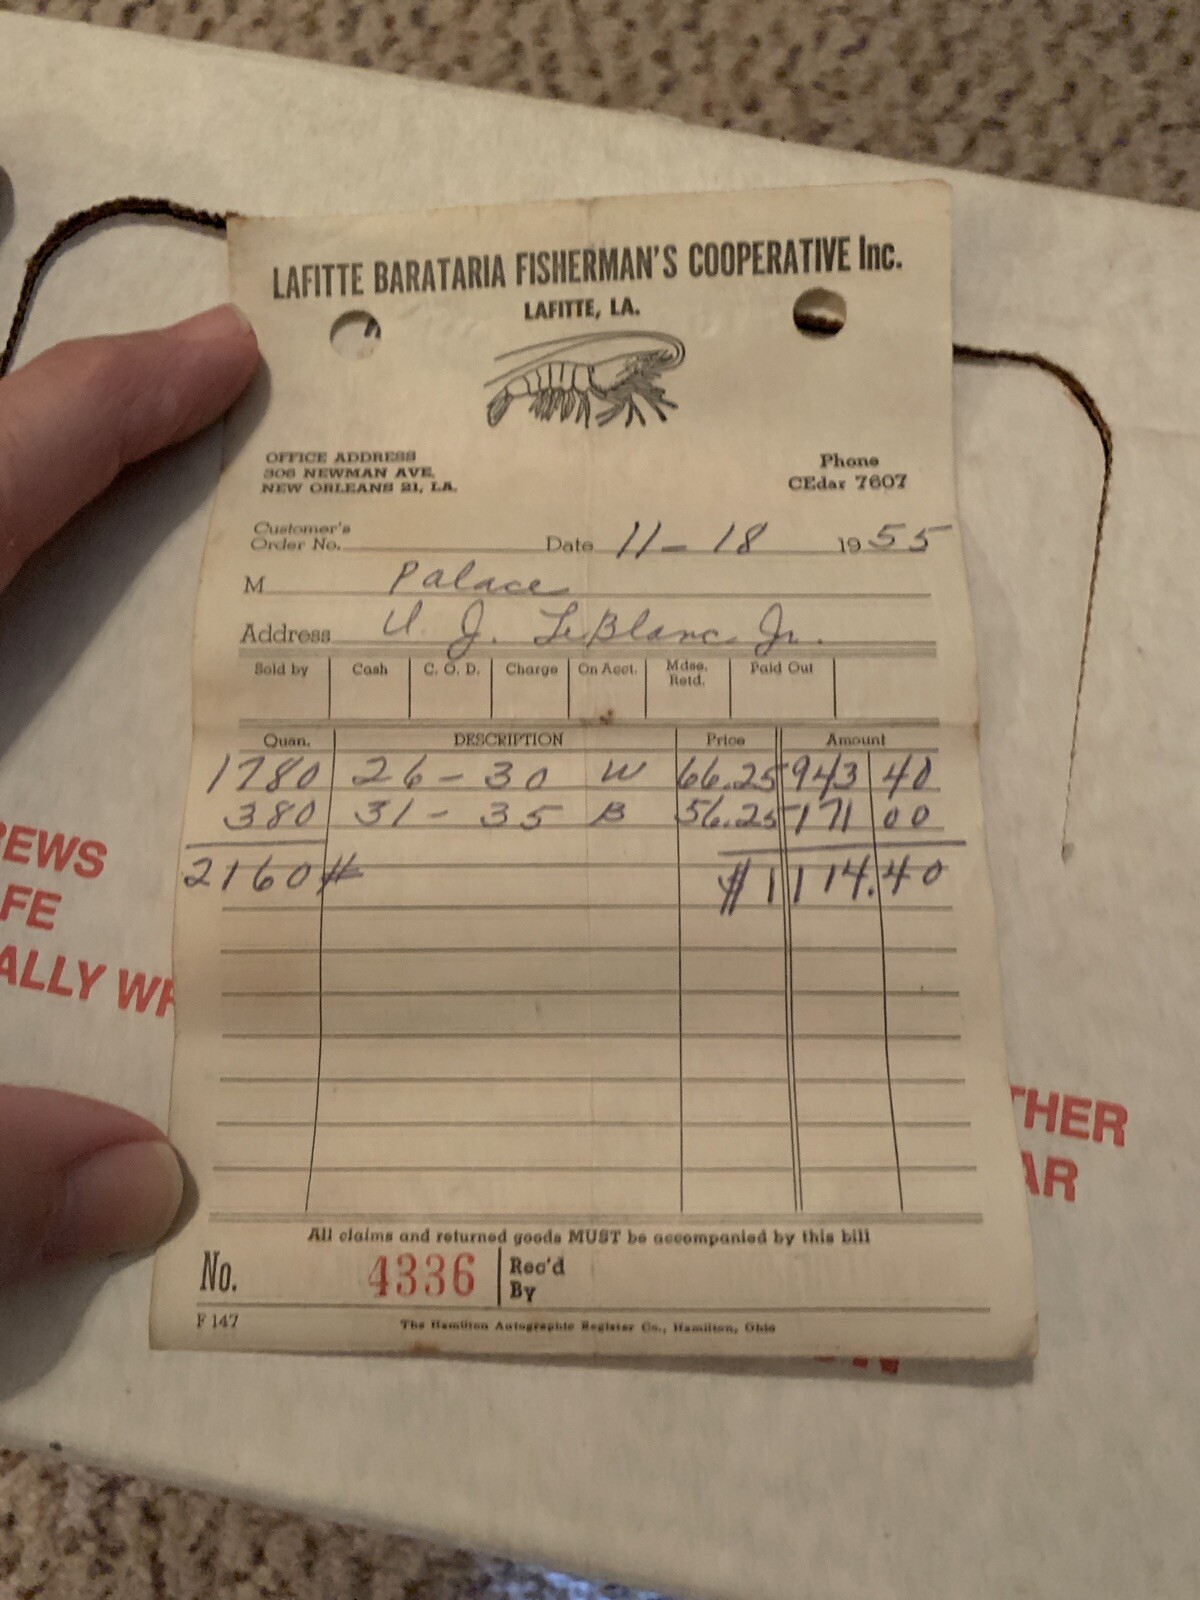 LAFITTE BARATARIA FISHERMAN'S COOPERATIVE Inc.
LAFITTE, LA.
OFFICE ADDRESS
306 NEWMAN AVE.
NEW ORLEANS 21, LA.
Phone
CEdar 7607
Customer's
Order No. Date 11-18 1955
M Palace
Address U. J. LeBlanc Jr.
Sold by Cash C. O. D. Charge On Acct. Mdse. Retd. Paid Out
Quan. DESCRIPTION Price Amount
1780 26-30 W 66.25 943 40
380 31-35 B 56.25 171 00
2160# $1114.40
All claims and returned goods MUST be accompanied by this bill
No. 4336 Rec'd By
F 147 The Hamilton Autographic Register Co., Hamilton, Ohio
REWS
FE
ALLY WR
THER
AR